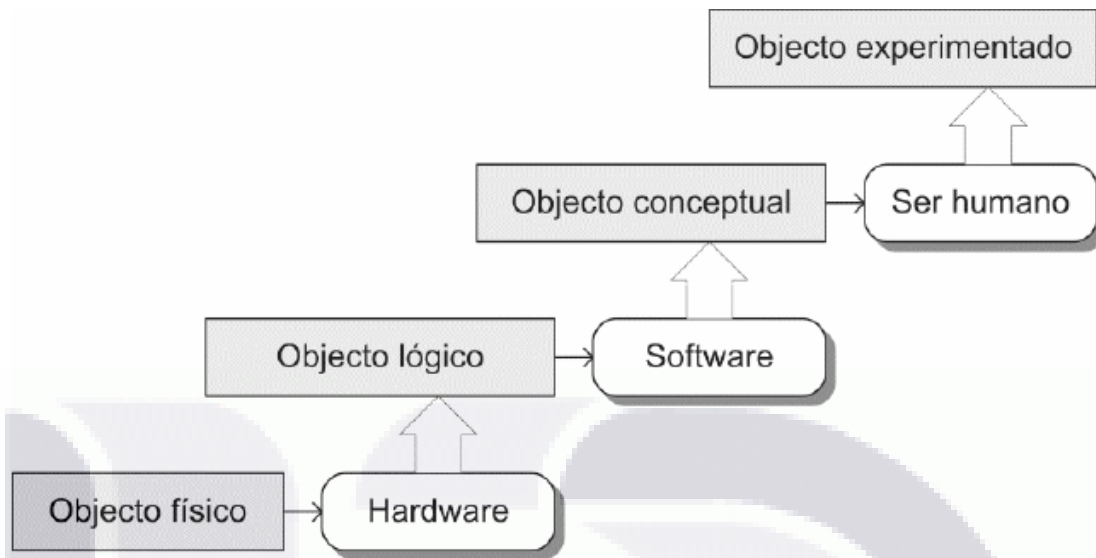 Objecto experimentado
Objecto conceptual
Ser humano
Objecto lógico
Software
Objecto físico
Hardware